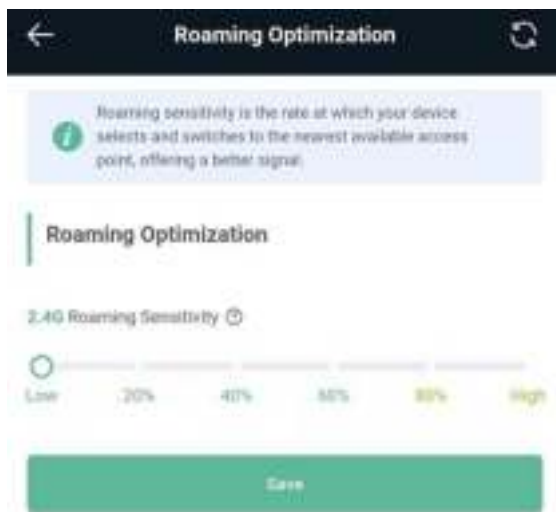 Roaming Optimization
Roaming sensitivity is the rate at which your device
selects and switches to the nearest available access
point, offering a better signal.
Roaming Optimization
2.4G Roaming Sensitivity
Low 20% 40% 60% 80% High
Save